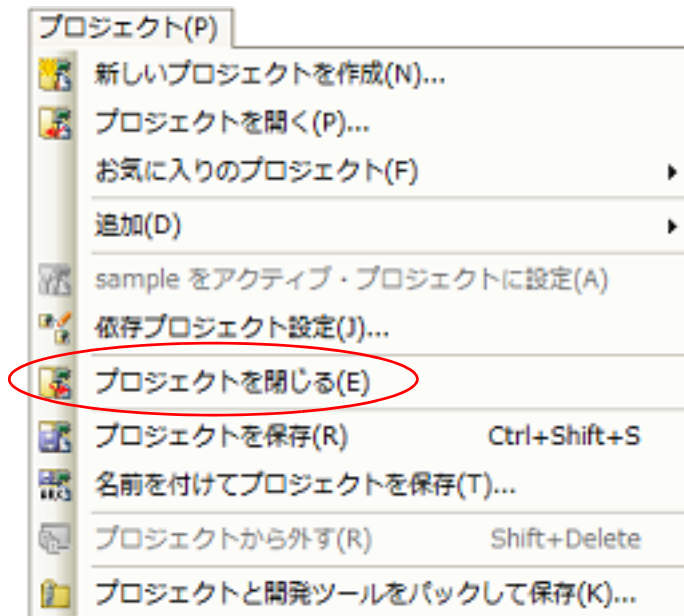 プロジェクト(P)
新しいプロジェクトを作成(N)...
プロジェクトを開く(P)...
お気に入りのプロジェクト(F)
追加(D)
sample をアクティブ・プロジェクトに設定(A)
依存プロジェクト設定(J)...
プロジェクトを閉じる(E)
プロジェクトを保存(R) Ctrl+Shift+S
名前を付けてプロジェクトを保存(T)...
プロジェクトから外す(R) Shift+Delete
プロジェクトと開発ツールをパックして保存(K)...